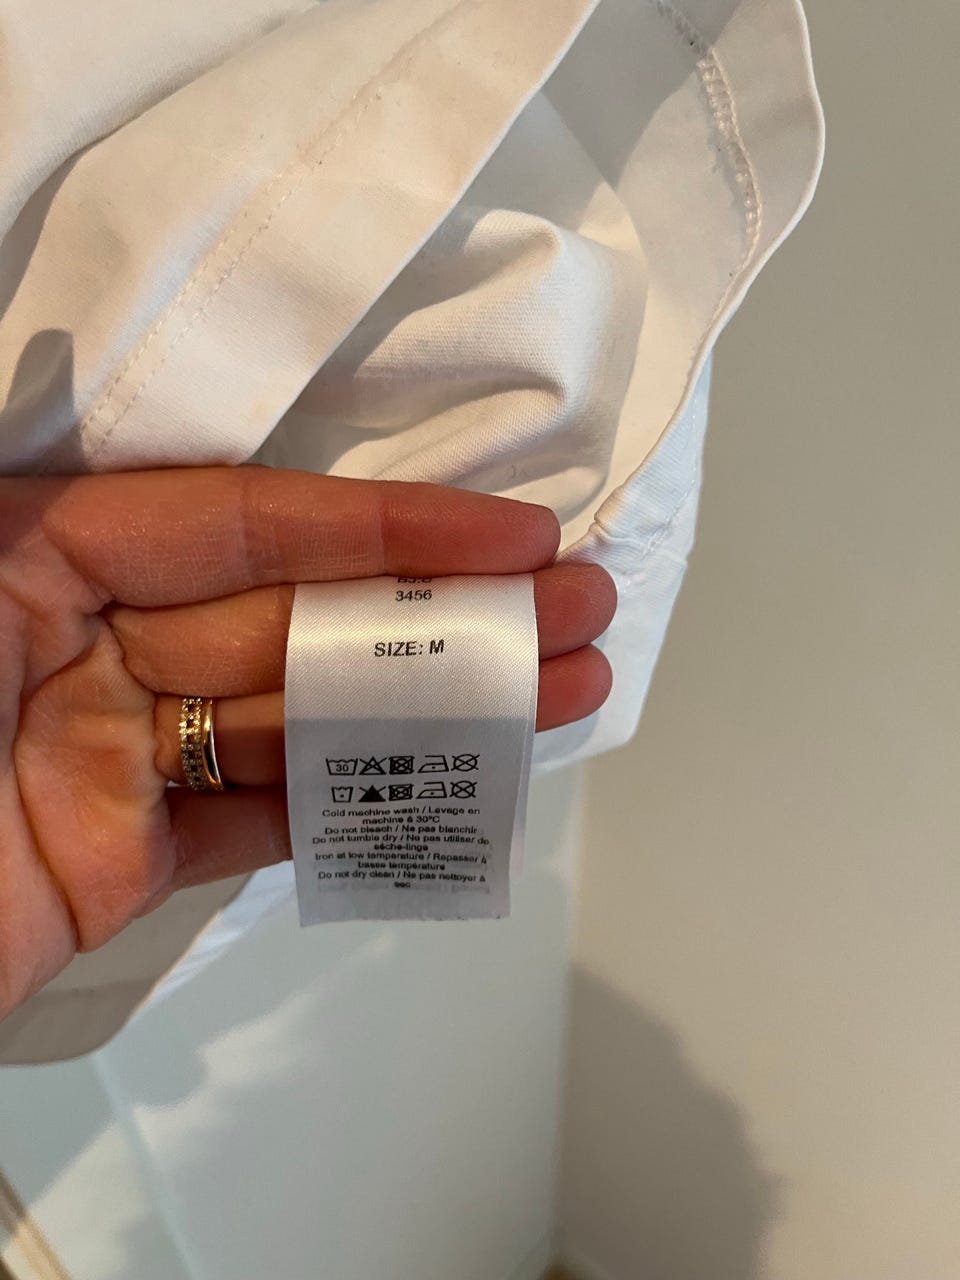 3456
SIZE: M
30
Cold machine wash / Lavage en
machine à 30°C
Do not bleach / Ne pas blanchir
Do not tumble dry / Ne pas utiliser de
sèche-linge
Iron at low temperature / Repasser à
basse température
Do not dry clean / Ne pas nettoyer à
sec